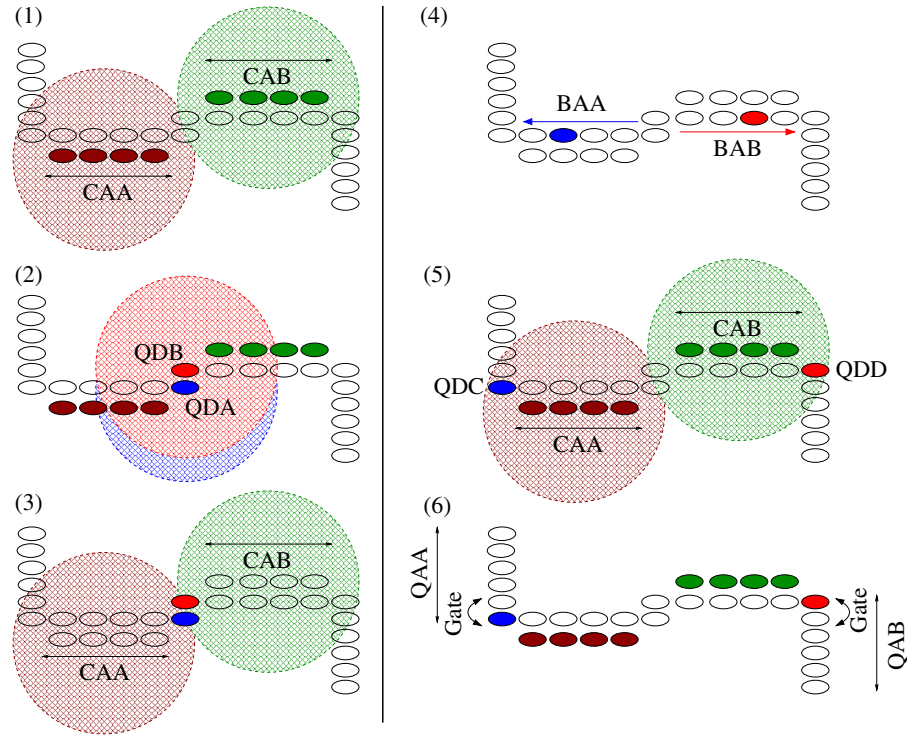 (1)
CAB
CAA
(2)
QDB
QDA
(3)
CAB
CAA
(4)
BAA
BAB
(5)
CAB
QDC
QDD
CAA
(6)
QAA
Gate
Gate
QAB